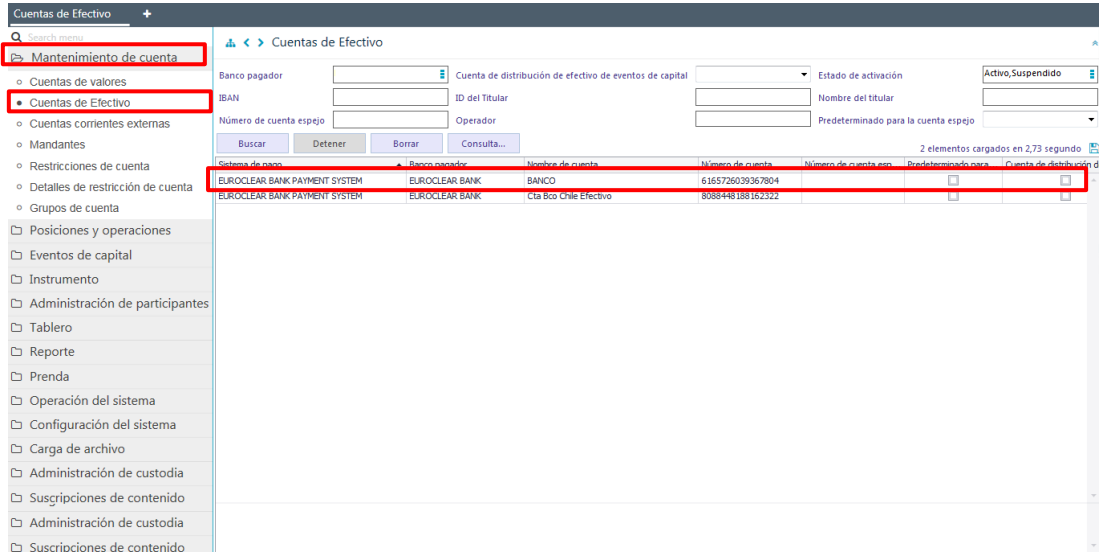 Cuentas de Efectivo +
Search menu
Mantenimiento de cuenta
Cuentas de valores
Cuentas de Efectivo
Cuentas corrientes externas
Mandantes
Restricciones de cuenta
Detalles de restricción de cuenta
Grupos de cuenta
Posiciones y operaciones
Eventos de capital
Instrumento
Administración de participantes
Tablero
Reporte
Prenda
Operación del sistema
Configuración del sistema
Carga de archivo
Administración de custodia
Suscripciones de contenido
Administración de custodia
Suscripciones de contenido
Cuentas de Efectivo
Banco pagador Cuenta de distribución de efectivo de eventos de capital Estado de activación Activo,Suspendido
IBAN ID del Titular Nombre del titular
Número de cuenta espejo Operador Predeterminado para la cuenta espejo
Buscar Detener Borrar Consulta... 2 elementos cargados en 2,73 segundo
Sistema de pago Banco pagador Nombre de cuenta Número de cuenta Número de cuenta esp... Predeterminado para... Cuenta de distribución d
EUROCLEAR BANK PAYMENT SYSTEM EUROCLEAR BANK BANCO 6165726039367804
EUROCLEAR BANK PAYMENT SYSTEM EUROCLEAR BANK Cta Bco Chile Efectivo 8088448188162322